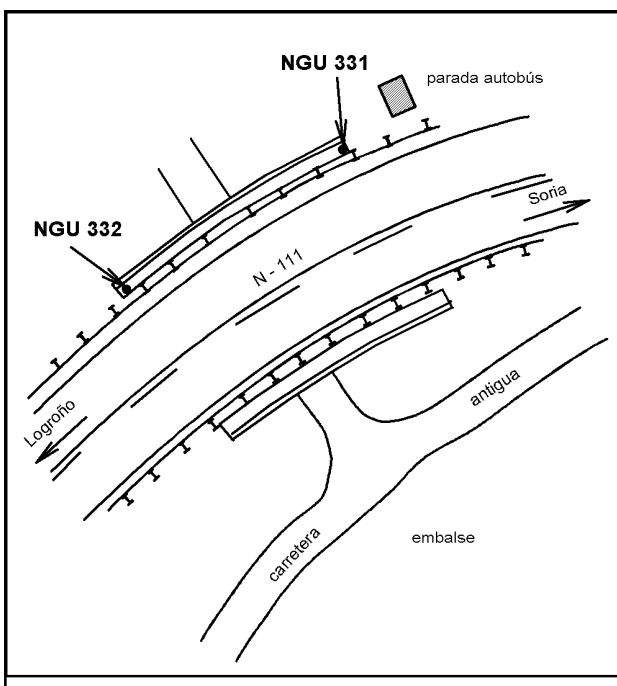 NGU 331
parada autobús
Soria
NGU 332
N - 111
Logroño
antigua
carretera
embalse